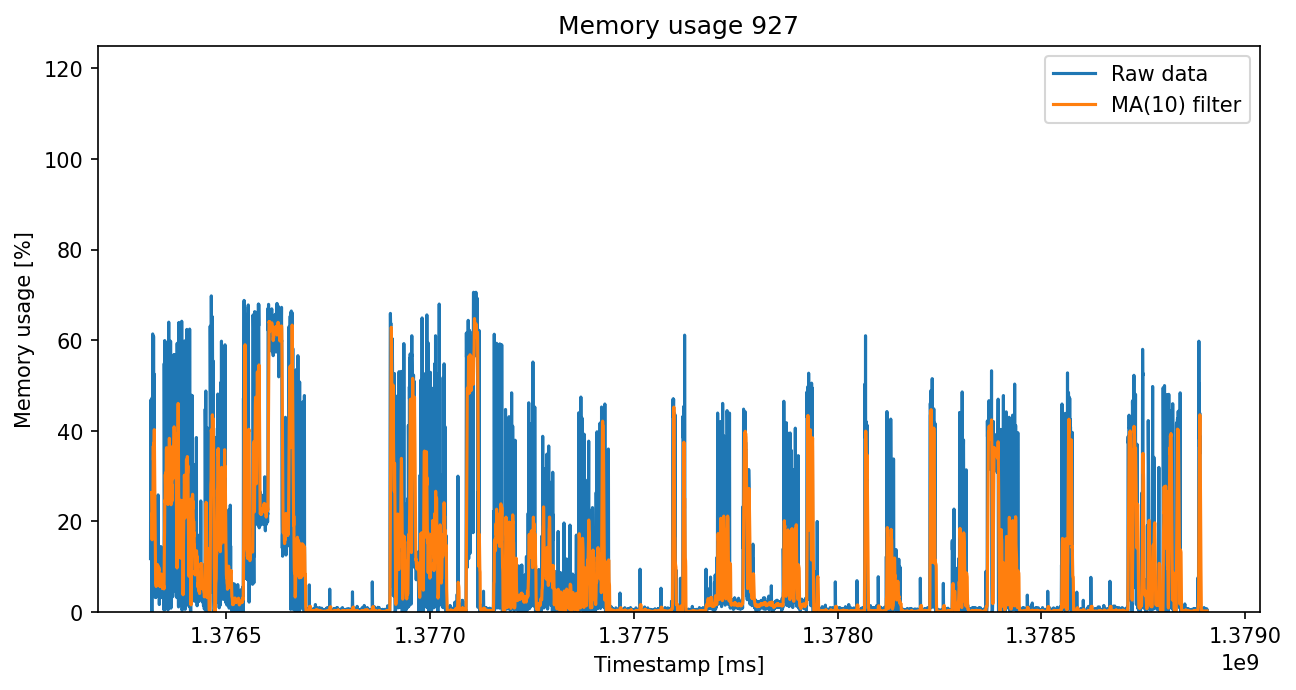 Memory usage 927
Raw data
MA(10) filter
Memory usage [%]
120
100
80
60
40
20
0
1.3765
1.3770
1.3775
1.3780
1.3785
1.3790
1e9
Timestamp [ms]